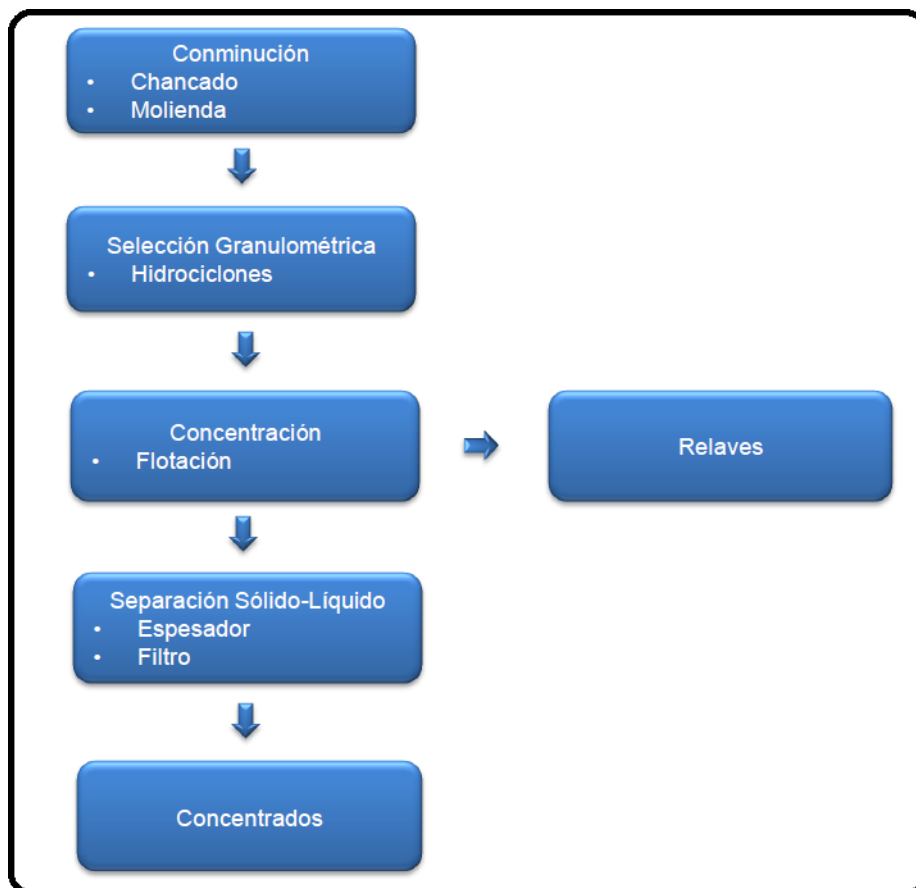 Conminución
• Chancado
• Molienda
Selección Granulométrica
• Hidrociclones
Concentración
• Flotación
Relaves
Separación Sólido-Líquido
• Espesador
• Filtro
Concentrados